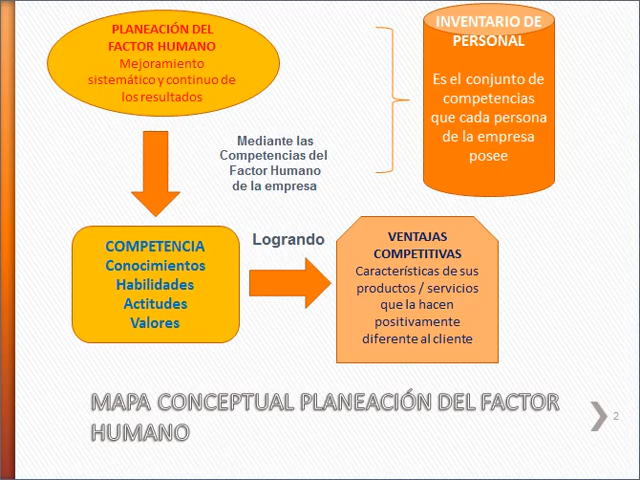 PLANEACIÓN DEL
FACTOR HUMANO
Mejoramiento
sistemático y continuo de
los resultados
INVENTARIO DE
PERSONAL
Es el conjunto de
competencias
que cada persona
de la empresa
posee
Mediante las
Competencias del
Factor Humano
de la empresa
COMPETENCIA
Conocimientos
Habilidades
Actitudes
Valores
Logrando
VENTAJAS
COMPETITIVAS
Características de sus
productos / servicios
que la hacen
positivamente
diferente al cliente
MAPA CONCEPTUAL PLANEACIÓN DEL FACTOR
HUMANO
2